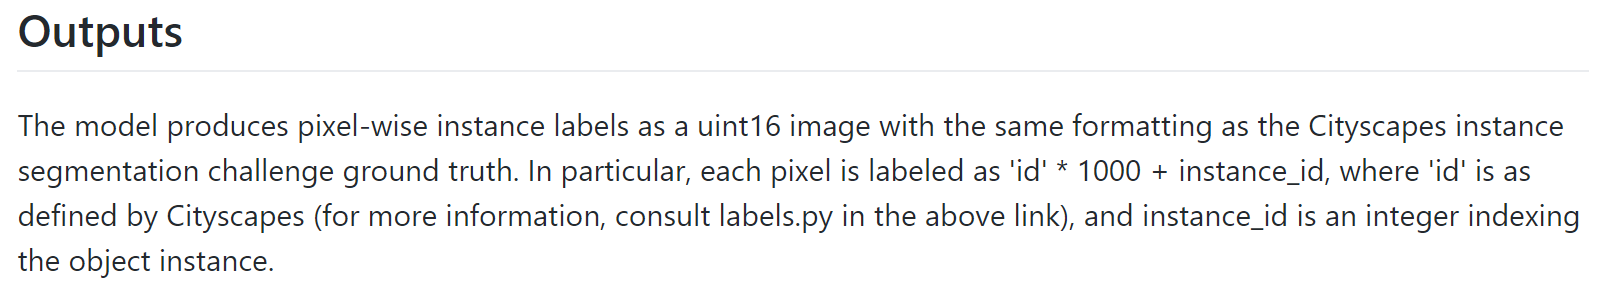 Outputs
The model produces pixel-wise instance labels as a uint16 image with the same formatting as the Cityscapes instance
segmentation challenge ground truth. In particular, each pixel is labeled as 'id' * 1000 + instance_id, where 'id' is as
defined by Cityscapes (for more information, consult labels.py in the above link), and instance_id is an integer indexing
the object instance.